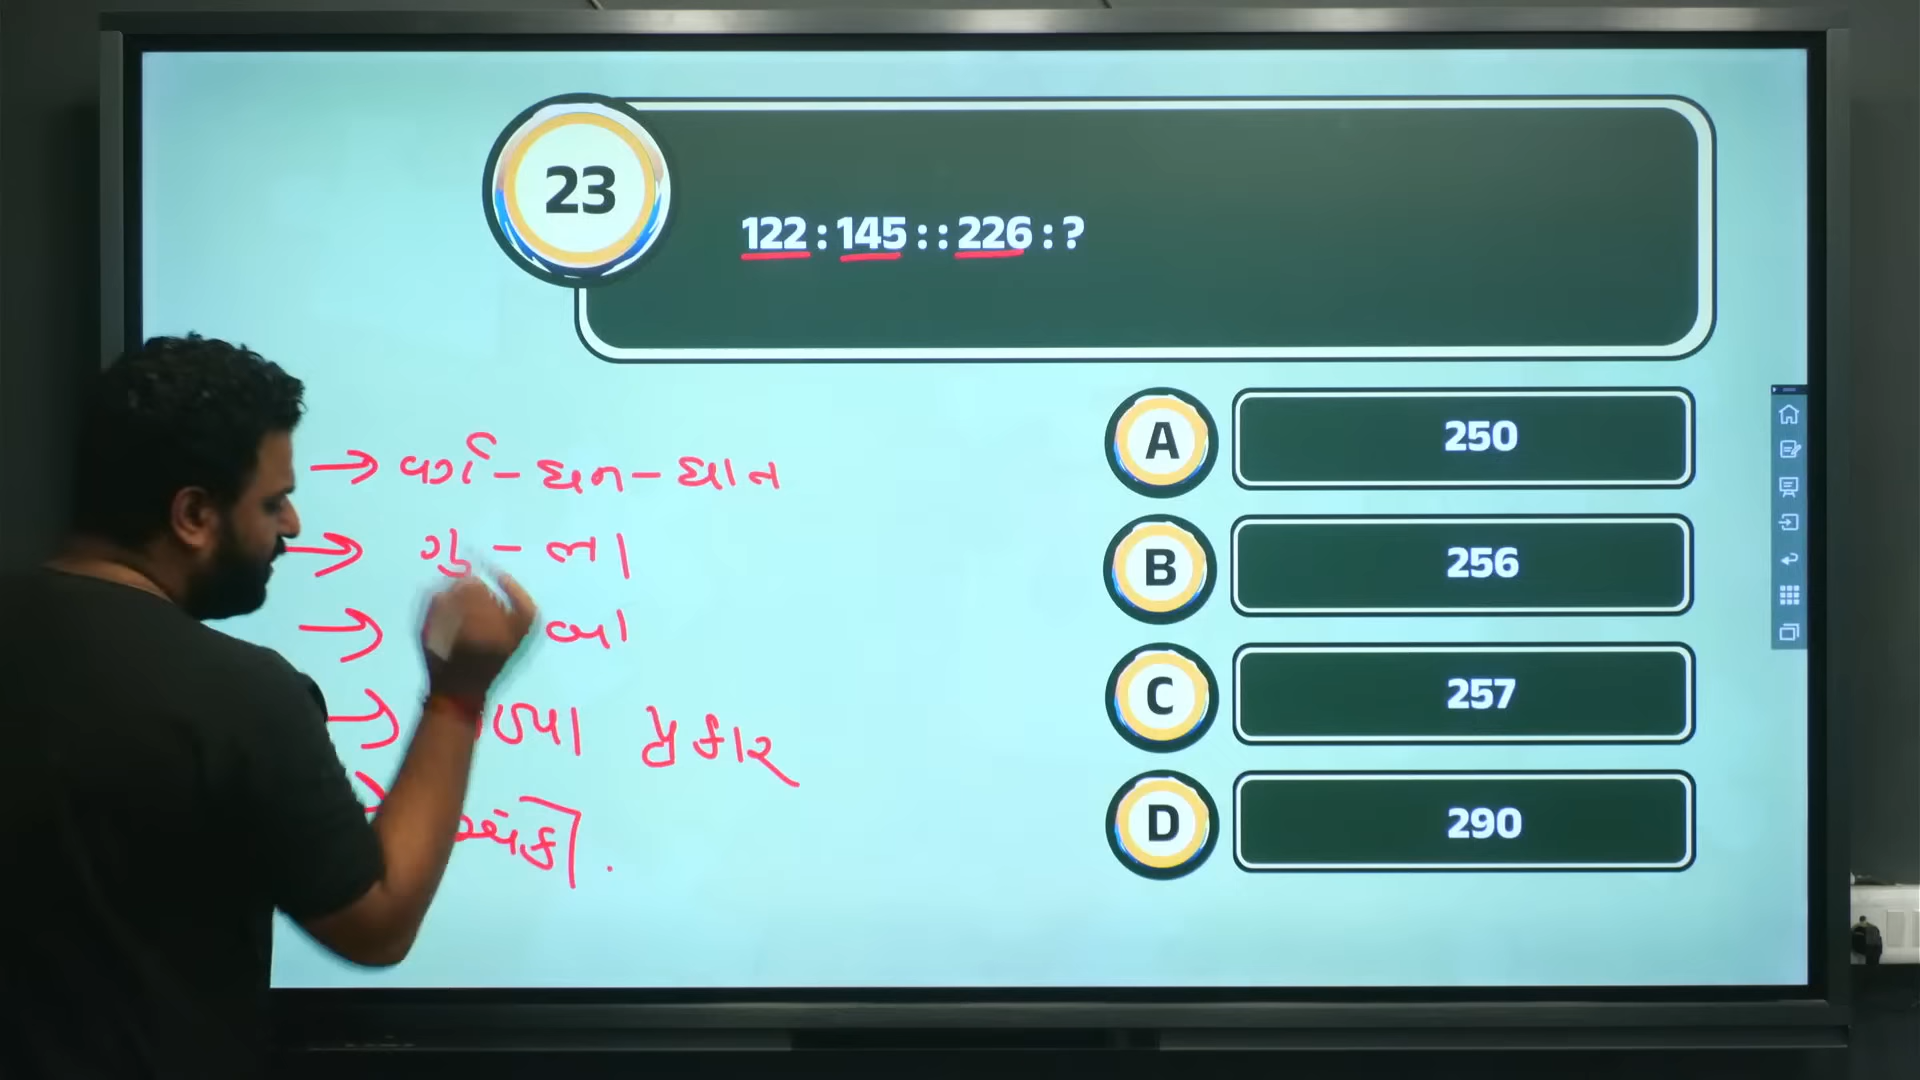 23
122 : 145 : : 226 : ?
A 250
B 256
C 257
D 290
→ વર્ગ - ઘન - ઘાત
→ ગુ - ભા
→ બા
→ પ્રકાર